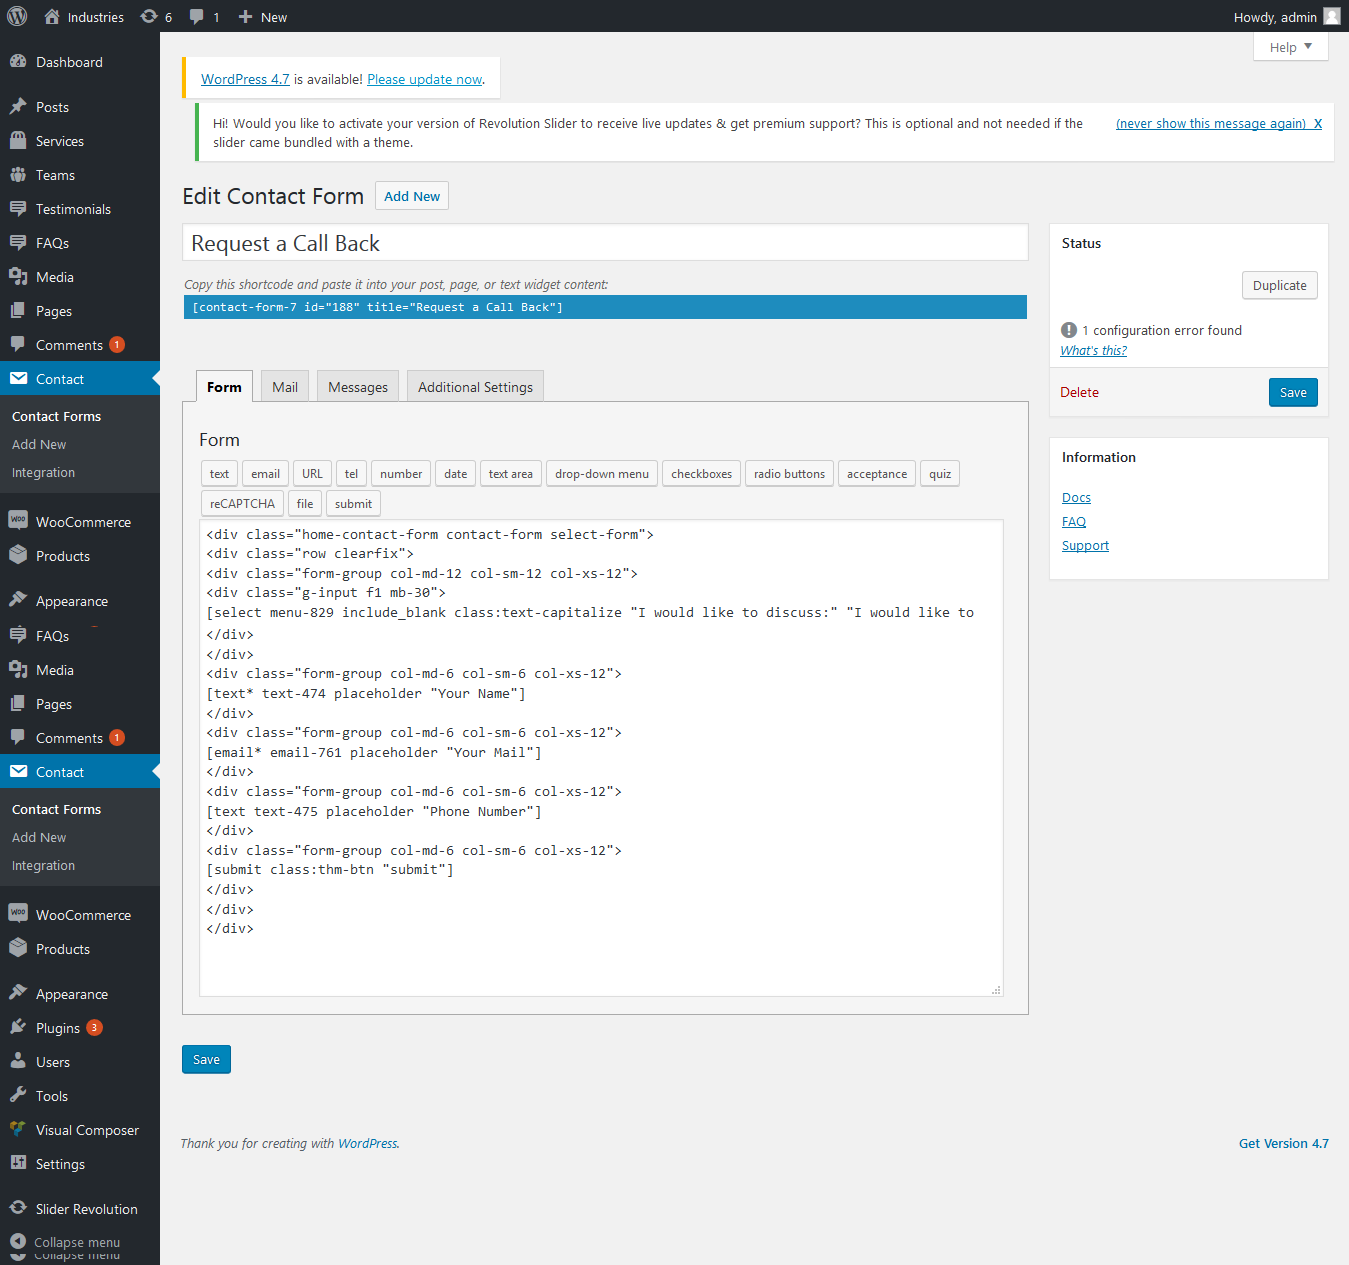 Industries 6 1 New Howdy, admin
Help
Dashboard
Posts
Services
Teams
Testimonials
FAQs
Media
Pages
Comments 1
Contact
Contact Forms
Add New
Integration
WooCommerce
Products
Appearance
FAQs
Media
Pages
Comments 1
Contact
Contact Forms
Add New
Integration
WooCommerce
Products
Appearance
Plugins 3
Users
Tools
Visual Composer
Settings
Slider Revolution
Collapse menu
Collapse menu
WordPress 4.7 is available! Please update now.
Hi! Would you like to activate your version of Revolution Slider to receive live updates & get premium support? This is optional and not needed if the
slider came bundled with a theme.
(never show this message again) X
Edit Contact Form Add New
Request a Call Back
Copy this shortcode and paste it into your post, page, or text widget content:
[contact-form-7 id="188" title="Request a Call Back"]
Form Mail Messages Additional Settings
Form
text email URL tel number date text area drop-down menu checkboxes radio buttons acceptance quiz
reCAPTCHA file submit
<div class="home-contact-form contact-form select-form">
<div class="row clearfix">
<div class="form-group col-md-12 col-sm-12 col-xs-12">
<div class="g-input f1 mb-30">
[select menu-829 include_blank class:text-capitalize "I would like to discuss:" "I would like to
</div>
</div>
<div class="form-group col-md-6 col-sm-6 col-xs-12">
[text* text-474 placeholder "Your Name"]
</div>
<div class="form-group col-md-6 col-sm-6 col-xs-12">
[email* email-761 placeholder "Your Mail"]
</div>
<div class="form-group col-md-6 col-sm-6 col-xs-12">
[text text-475 placeholder "Phone Number"]
</div>
<div class="form-group col-md-6 col-sm-6 col-xs-12">
[submit class:thm-btn "submit"]
</div>
</div>
</div>
Save
Status
Duplicate
1 configuration error found
What's this?
Delete Save
Information
Docs
FAQ
Support
Thank you for creating with WordPress.
Get Version 4.7